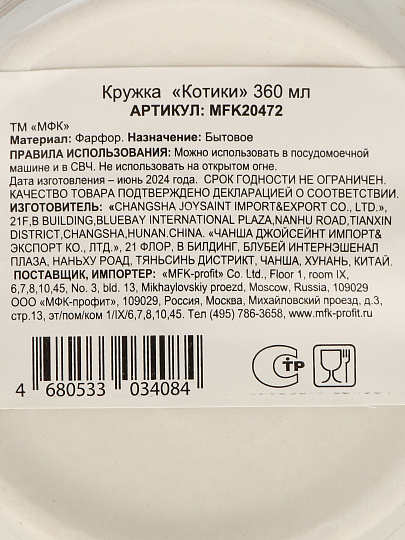 Кружка «Котики» 360 мл
АРТИКУЛ: MFK20472
ТМ «МФК»
Материал: Фарфор. Назначение: Бытовое
ПРАВИЛА ИСПОЛЬЗОВАНИЯ: Можно использовать в посудомоечной
машине и в СВЧ. Не использовать на открытом огне.
Дата изготовления – июнь 2024 года. СРОК ГОДНОСТИ НЕ ОГРАНИЧЕН.
КАЧЕСТВО ТОВАРА ПОДТВЕРЖДЕНО ДЕКЛАРАЦИЕЙ О СООТВЕТСТВИИ.
ИЗГОТОВИТЕЛЬ: «CHANGSHA JOYSAINT IMPORT&EXPORT CO., LTD.»,
21F,B BUILDING,BLUEBAY INTERNATIONAL PLAZA,NANHU ROAD,TIANXIN
DISTRICT,CHANGSHA,HUNAN.CHINA. «ЧАНША ДЖОЙСЕЙНТ ИМПОРТ&
ЭКСПОРТ КО., ЛТД.», 21 ФЛОР, В БИЛДИНГ, БЛУБЕЙ ИНТЕРНЭШЕНАЛ
ПЛАЗА, НАНЬХУ РОАД, ТЯНЬСИНЬ ДИСТРИКТ, ЧАНША, ХУНАНЬ, КИТАЙ.
ПОСТАВЩИК, ИМПОРТЕР: «MFK-profit» Co. Ltd., Floor 1, room IX,
6,7,8,10,45, No. 3, bld. 13, Mikhaylovskiy proezd, Moscow, Russia, 109029
ООО «МФК-профит», 109029, Россия, Москва, Михайловский проезд, д.3,
стр.13, эт/пом/ком 1/IX/6,7,8,10,45. Тел (495) 786-3658, www.mfk-profit.ru
4 680533 034084
СТР